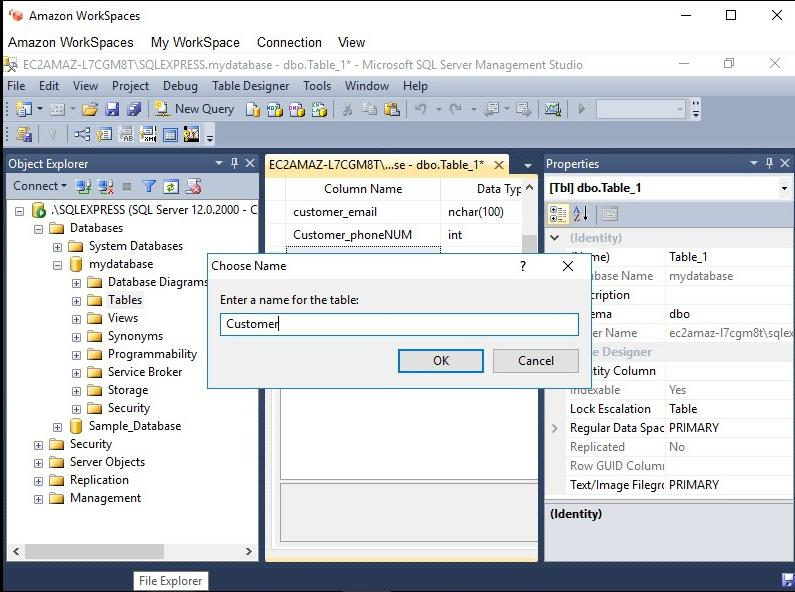 Amazon WorkSpaces
Amazon WorkSpaces My WorkSpace Connection View
EC2AMAZ-L7CGM8T\SQLEXPRESS.mydatabase - dbo.Table_1* - Microsoft SQL Server Management Studio
File Edit View Project Debug Table Designer Tools Window Help
New Query
Object Explorer
Connect
.\SQLEXPRESS (SQL Server 12.0.2000 - C
Databases
System Databases
mydatabase
Database Diagrams
Tables
Views
Synonyms
Programmability
Service Broker
Storage
Security
Sample_Database
Security
Server Objects
Replication
Management
EC2AMAZ-L7CGM8T\...se - dbo.Table_1*
Column Name Data Typ
customer_email nchar(100)
Customer_phoneNUM int
Choose Name ?
Enter a name for the table:
Customer
OK Cancel
Properties
[Tbl] dbo.Table_1
(Identity)
me) Table_1
base Name mydatabase
cription
ema dbo
er Name ec2amaz-l7cgm8t\sqlex
e Designer
ntity Column
Indexable Yes
Lock Escalation Table
Regular Data Spac PRIMARY
Replicated No
Row GUID Colum
Text/Image Filegro PRIMARY
(Identity)
File Explorer